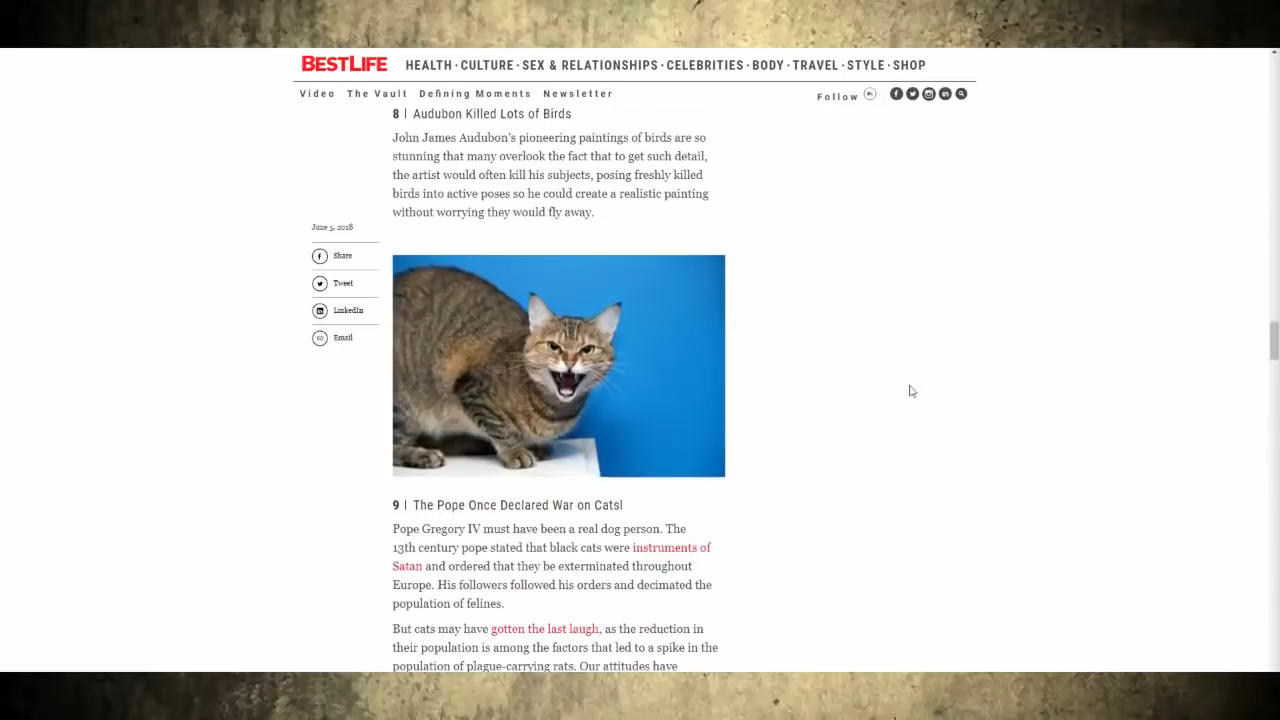 BESTLIFE
HEALTH · CULTURE · SEX & RELATIONSHIPS · CELEBRITIES · BODY · TRAVEL · STYLE · SHOP
Video The Vault Defining Moments Newsletter
Follow
8 | Audubon Killed Lots of Birds
John James Audubon's pioneering paintings of birds are so
stunning that many overlook the fact that to get such detail,
the artist would often kill his subjects, posing freshly killed
birds into active poses so he could create a realistic painting
without worrying they would fly away.
June 5, 2018
Share
Tweet
LinkedIn
Email
9 | The Pope Once Declared War on Cats!
Pope Gregory IV must have been a real dog person. The
13th century pope stated that black cats were instruments of
Satan and ordered that they be exterminated throughout
Europe. His followers followed his orders and decimated the
population of felines.
But cats may have gotten the last laugh, as the reduction in
their population is among the factors that led to a spike in the
population of plague-carrying rats. Our attitudes have